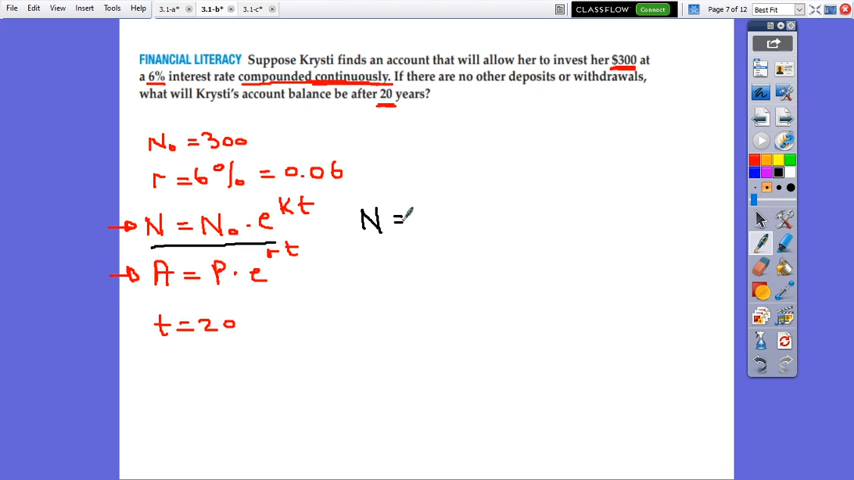 File Edit View Insert Tools Help 3.1-a* 3.1-b* 3.1-c* CLASSFLOW Connect Page 7 of 12 Best Fit
FINANCIAL LITERACY Suppose Krysti finds an account that will allow her to invest her $300 at
a 6% interest rate compounded continuously. If there are no other deposits or withdrawals,
what will Krysti's account balance be after 20 years?
N₀ = 300
r = 6% = 0.06
N = N₀ · e^kt N =
A = P · e^rt
t = 20